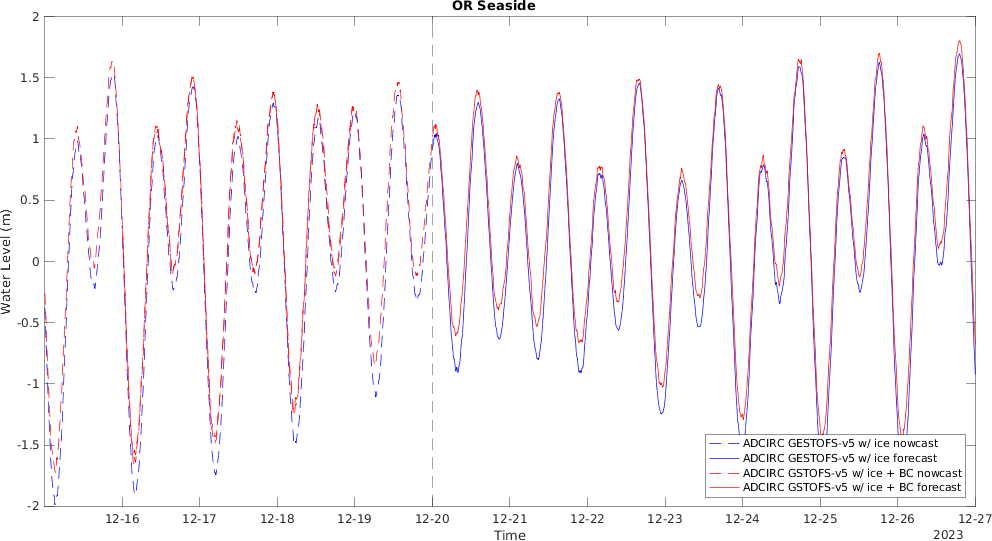 OR Seaside
2
1.5
1
0.5
0
-0.5
-1
-1.5
-2
Water Level (m)
ADCIRC GESTOFS-v5 w/ ice nowcast
ADCIRC GESTOFS-v5 w/ ice forecast
ADCIRC GSTOFS-v5 w/ ice + BC nowcast
ADCIRC GSTOFS-v5 w/ ice + BC forecast
12-16 12-17 12-18 12-19 12-20 12-21 12-22 12-23 12-24 12-25 12-26 12-27
Time
2023